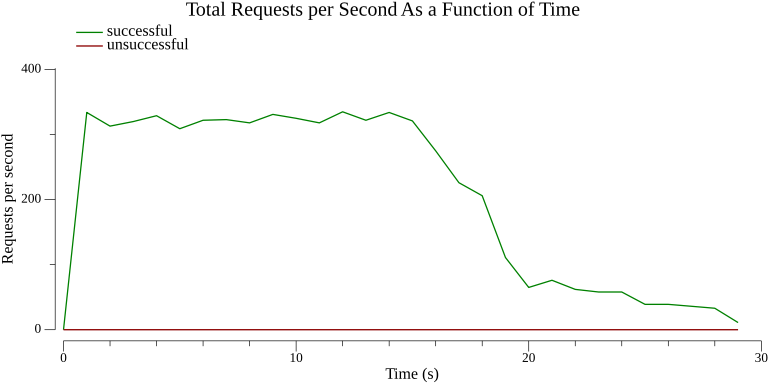 Total Requests per Second As a Function of Time
successful
unsuccessful
400
200
0
Requests per second
0 10 20 30
Time (s)